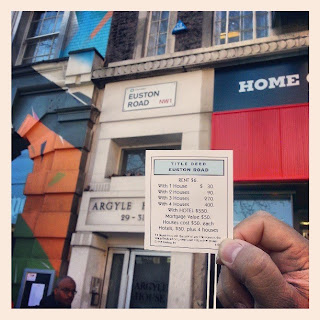 EUSTON
ROAD NW1
HOME
ARGYLE
29 - 31
ARGYLE
HOUSE
TITLE DEED
EUSTON ROAD
RENT $6
With 1 House $ 30
With 2 Houses 90
With 3 Houses 270
With 4 Houses 400
With HOTEL $550
Mortgage Value $50
Houses cost $50. each
Hotels, $50. plus 4 houses